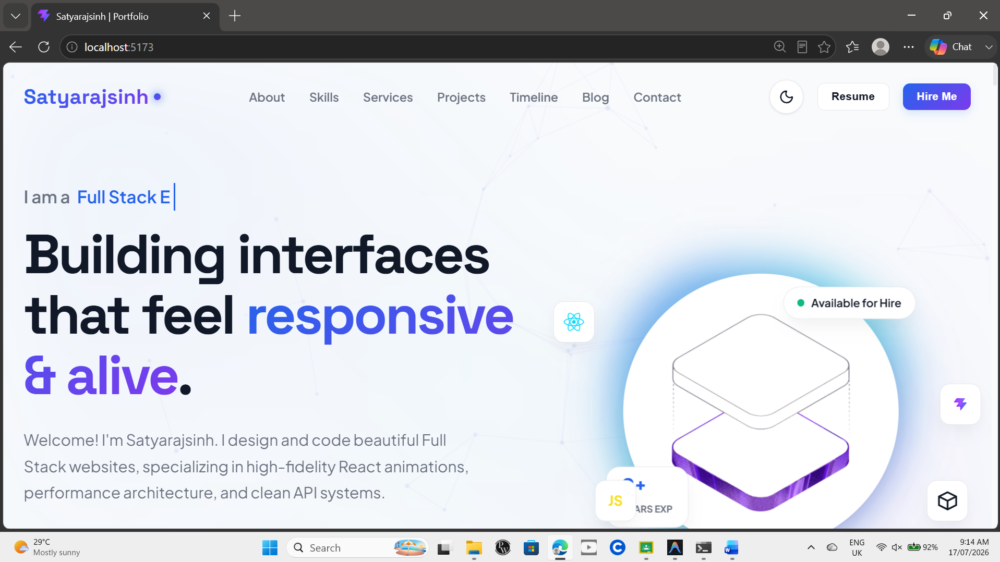 Satyarajsinh | Portfolio
localhost:5173
Chat
Satyarajsinh
About
Skills
Services
Projects
Timeline
Blog
Contact
Resume
Hire Me
I am a Full Stack E
Building interfaces
that feel responsive
& alive.
Welcome! I'm Satyarajsinh. I design and code beautiful Full
Stack websites, specializing in high-fidelity React animations,
performance architecture, and clean API systems.
Available for Hire
+
JS
ARS EXP
29°C
Mostly sunny
Search
PW
C
W
ENG
UK
92%
9:14 AM
17/07/2026